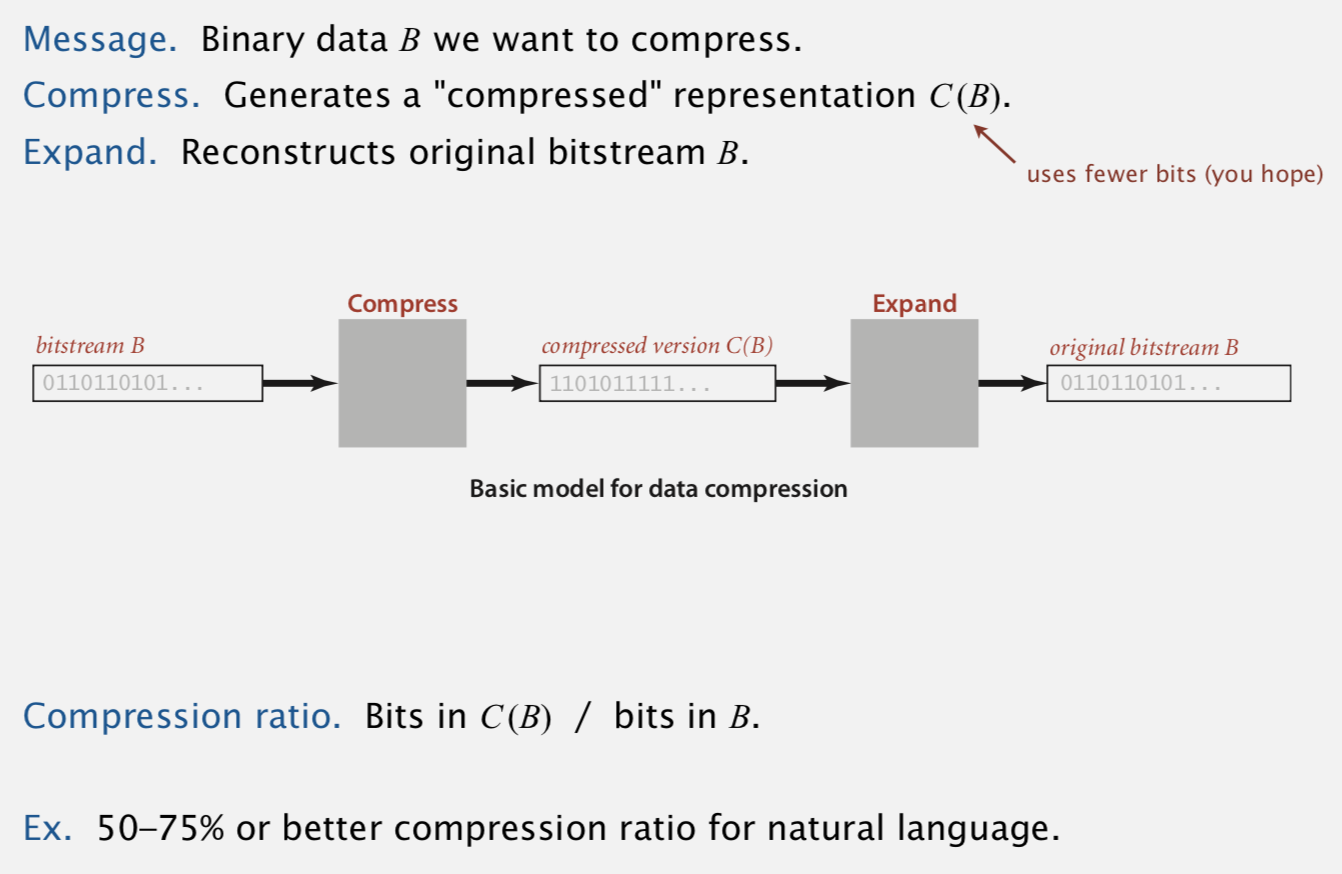 Message. Binary data B we want to compress.
Compress. Generates a "compressed" representation C(B).
Expand. Reconstructs original bitstream B.
uses fewer bits (you hope)
Compress
Expand
bitstream B
compressed version C(B)
original bitstream B
0110110101...
1101011111...
0110110101...
Basic model for data compression
Compression ratio. Bits in C(B) / bits in B.
Ex. 50–75% or better compression ratio for natural language.